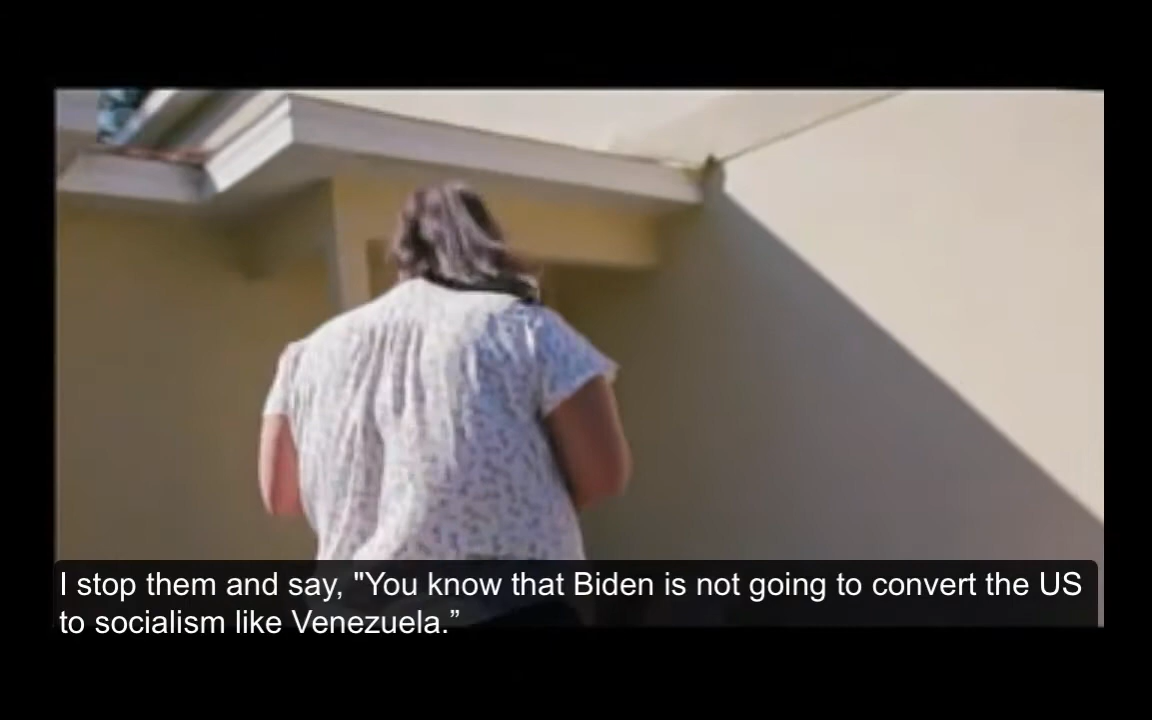 I stop them and say, "You know that Biden is not going to convert the US
to socialism like Venezuela.”